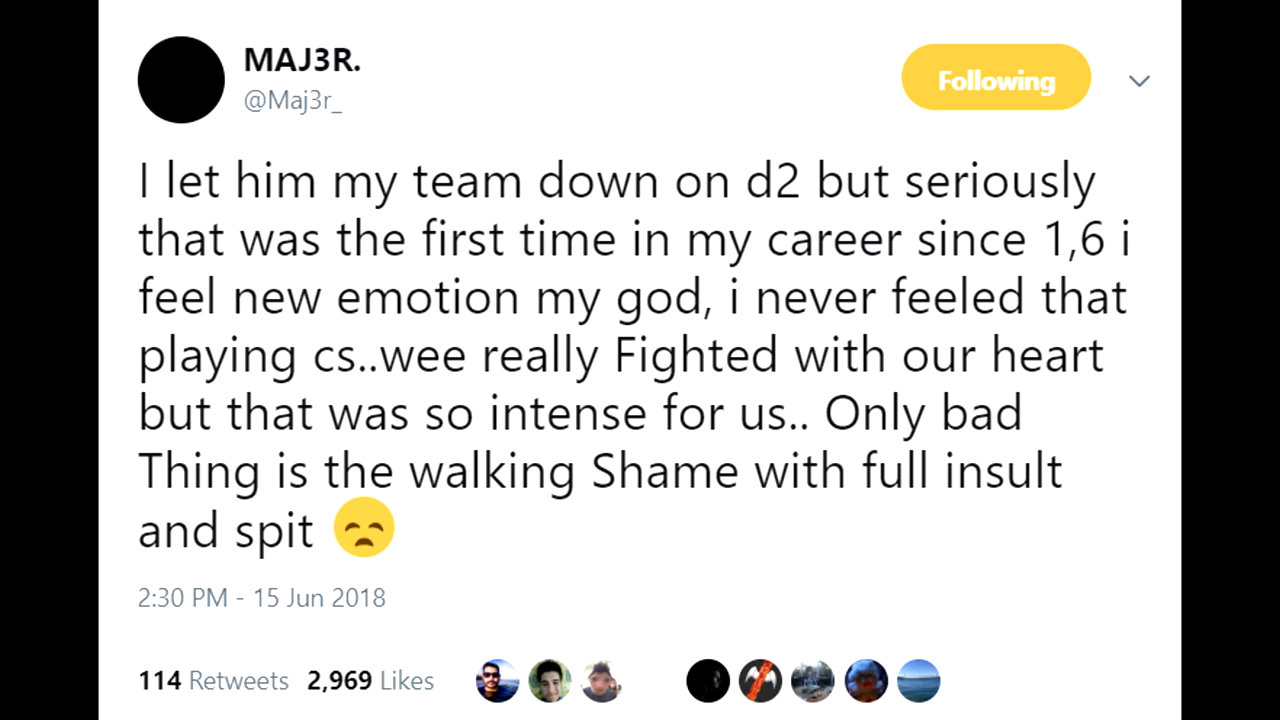 MAJ3R.
@Maj3r_
Following
I let him my team down on d2 but seriously
that was the first time in my career since 1,6 i
feel new emotion my god, i never feeled that
playing cs..wee really Fighted with our heart
but that was so intense for us.. Only bad
Thing is the walking Shame with full insult
and spit 😞
2:30 PM - 15 Jun 2018
114 Retweets 2,969 Likes